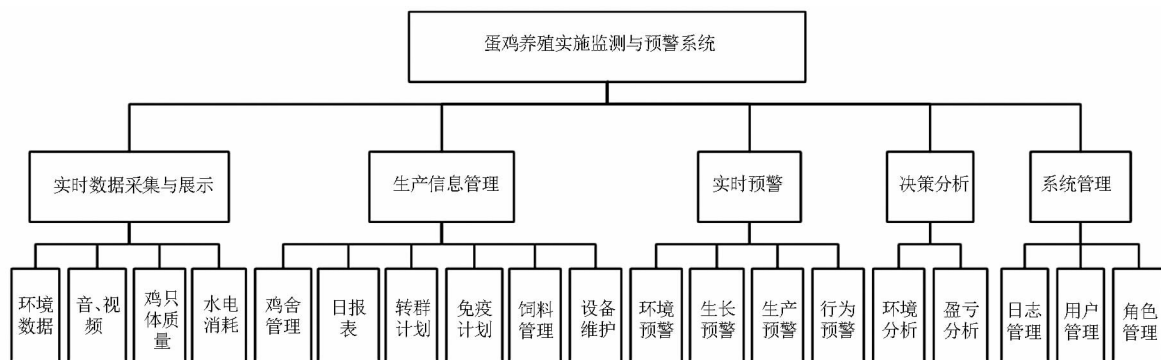 蛋鸡养殖实施监测与预警系统
实时数据采集与展示
生产信息管理
实时预警
决策分析
系统管理
环境
数据
音、视
频
鸡只
体质
量
水电
消耗
鸡舍
管理
日报
表
转群
计划
免疫
计划
饲料
管理
设备
维护
环境
预警
生长
预警
生产
预警
行为
预警
环境
分析
盈亏
分析
日志
管理
用户
管理
角色
管理